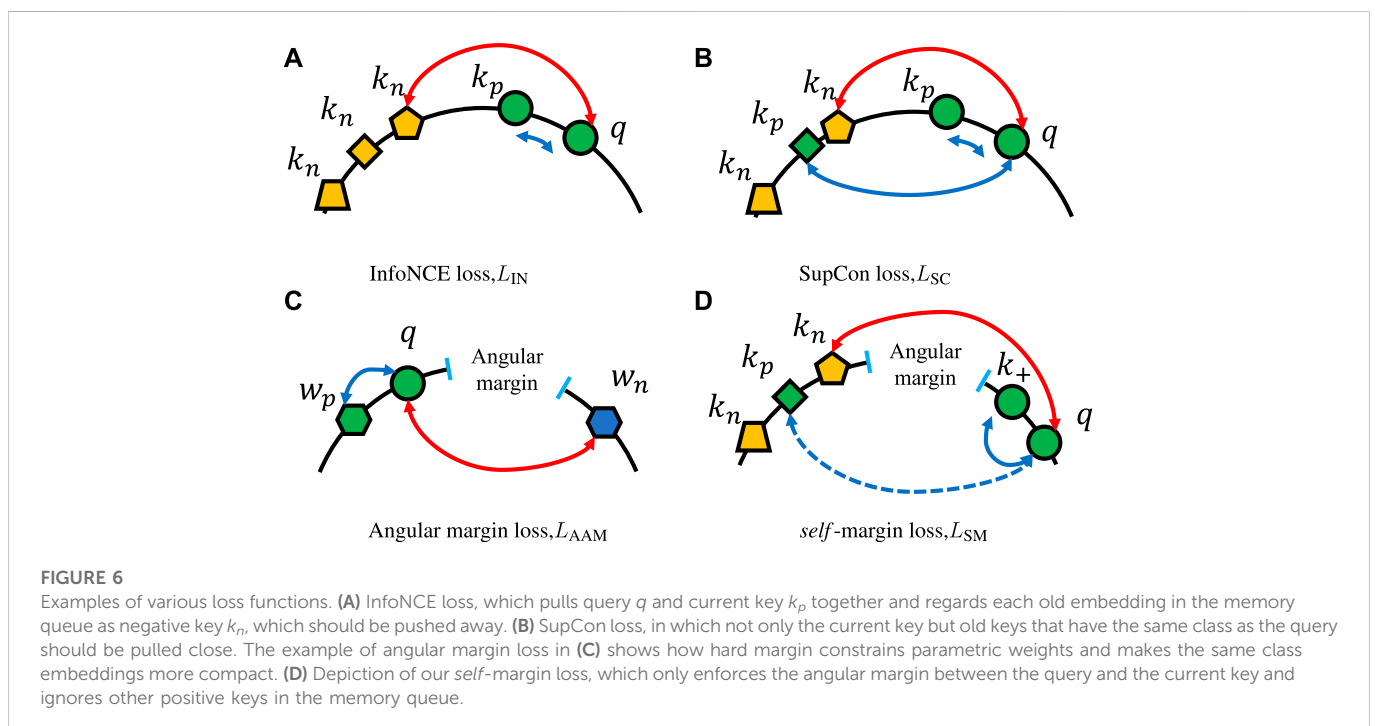 A
k_n
k_p
k_n
q
k_n
InfoNCE loss, L_IN
B
k_n
k_p
k_p
q
k_n
SupCon loss, L_SC
C
q
Angular
margin
w_p
w_n
Angular margin loss, L_AAM
D
k_n
Angular
margin
k_p
k_+
k_n
q
self-margin loss, L_SM
FIGURE 6
Examples of various loss functions. (A) InfoNCE loss, which pulls query q and current key k_p together and regards each old embedding in the memory
queue as negative key k_n, which should be pushed away. (B) SupCon loss, in which not only the current key but old keys that have the same class as the query
should be pulled close. The example of angular margin loss in (C) shows how hard margin constrains parametric weights and makes the same class
embeddings more compact. (D) Depiction of our self-margin loss, which only enforces the angular margin between the query and the current key and
ignores other positive keys in the memory queue.